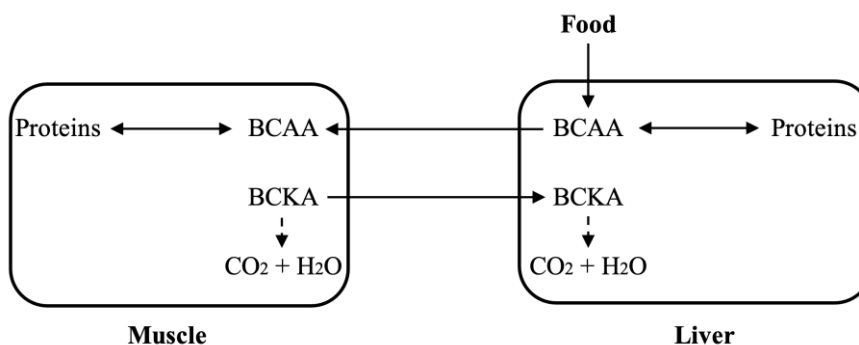 Food
Proteins BCAA BCAA Proteins
BCKA BCKA
CO2 + H2O CO2 + H2O
Muscle Liver